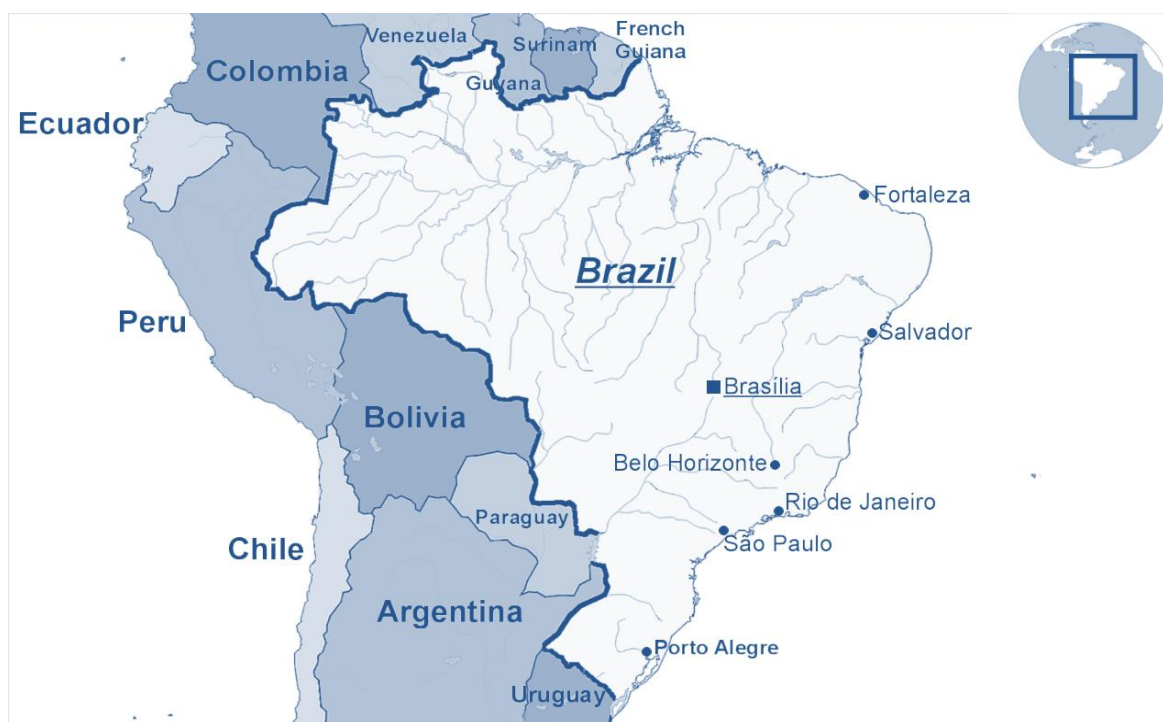 French
Venezuela
Surinam
Guiana
Colombia
Guyana
Ecuador
Fortaleza
Brazil
Peru
Salvador
Brasília
Bolivia
Belo Horizonte
Rio de Janeiro
Paraguay
São Paulo
Chile
Argentina
Porto Alegre
Uruguay